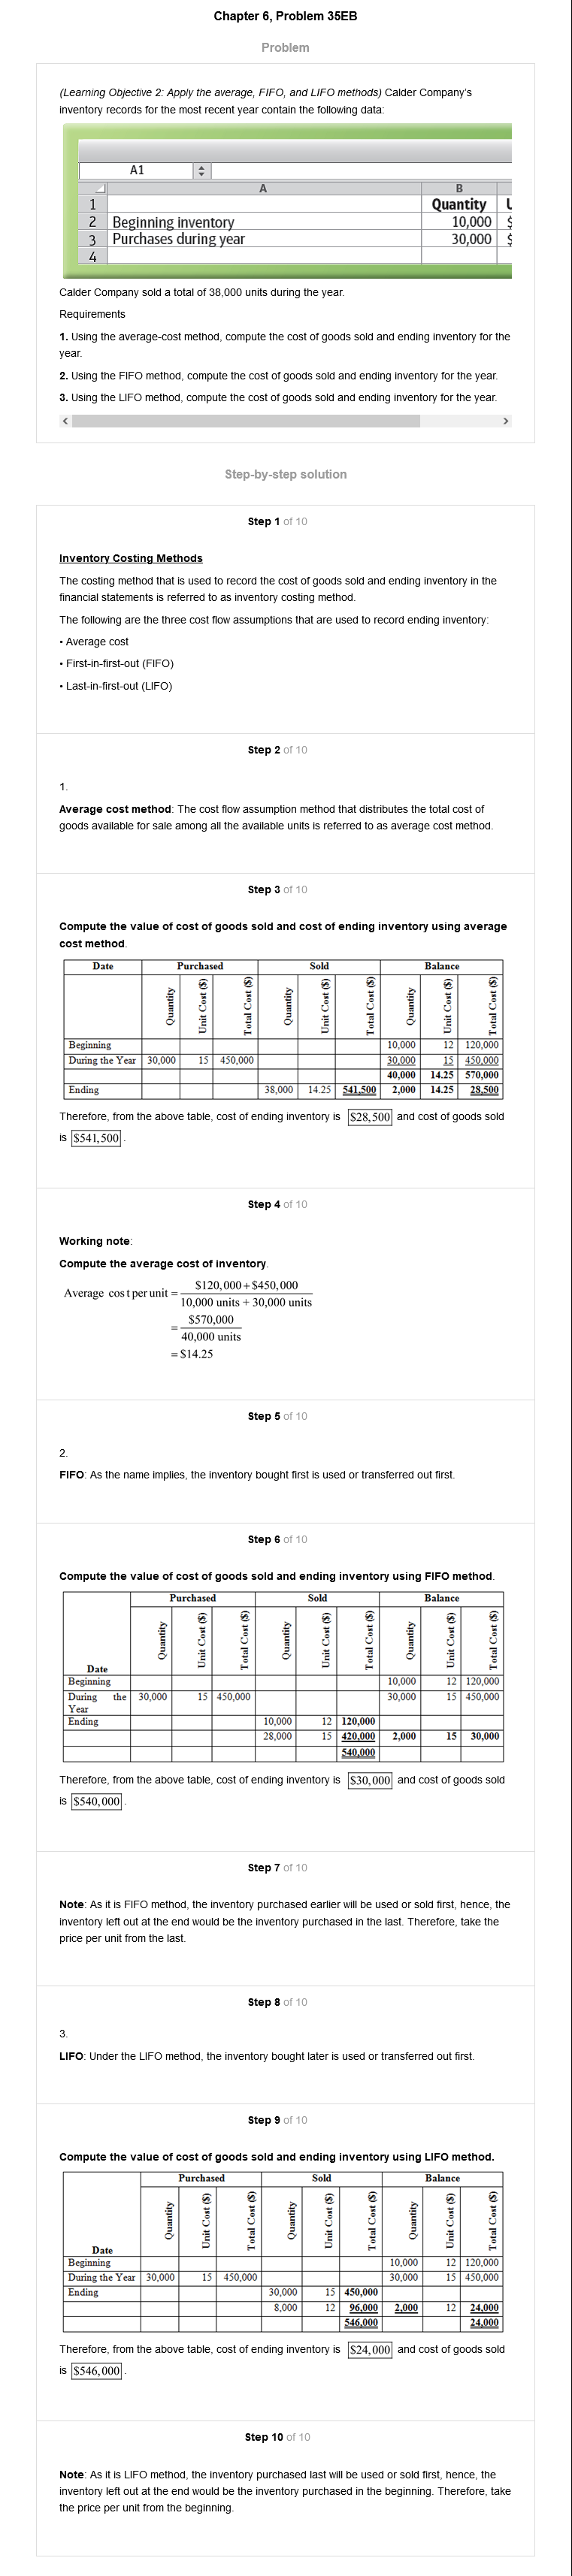 Chapter 6, Problem 35EB
Problem
(Learning Objective 2: Apply the average, FIFO, and LIFO methods) Calder Company's
inventory records for the most recent year contain the following data:
A1
A B
1 Quantity
2 Beginning inventory 10,000 $
3 Purchases during year 30,000 $
4
Calder Company sold a total of 38,000 units during the year.
Requirements
1. Using the average-cost method, compute the cost of goods sold and ending inventory for the
year.
2. Using the FIFO method, compute the cost of goods sold and ending inventory for the year.
3. Using the LIFO method, compute the cost of goods sold and ending inventory for the year.
Step-by-step solution
Step 1 of 10
Inventory Costing Methods
The costing method that is used to record the cost of goods sold and ending inventory in the
financial statements is referred to as inventory costing method.
The following are the three cost flow assumptions that are used to record ending inventory:
• Average cost
• First-in-first-out (FIFO)
• Last-in-first-out (LIFO)
Step 2 of 10
1.
Average cost method: The cost flow assumption method that distributes the total cost of
goods available for sale among all the available units is referred to as average cost method.
Step 3 of 10
Compute the value of cost of goods sold and cost of ending inventory using average
cost method.
Date Purchased Sold Balance
Quantity Unit Cost ($) Total Cost ($) Quantity Unit Cost ($) Total Cost ($) Quantity Unit Cost ($) Total Cost ($)
Beginning 10,000 12 120,000
During the Year 30,000 15 450,000 30,000 15 450,000
40,000 14.25 570,000
Ending 38,000 14.25 541,500 2,000 14.25 28,500
Therefore, from the above table, cost of ending inventory is $28,500 and cost of goods sold
is $541,500.
Step 4 of 10
Working note:
Compute the average cost of inventory.
Average cost per unit = $120,000 + $450,000
10,000 units + 30,000 units
= $570,000
40,000 units
= $14.25
Step 5 of 10
2.
FIFO: As the name implies, the inventory bought first is used or transferred out first.
Step 6 of 10
Compute the value of cost of goods sold and ending inventory using FIFO method.
Purchased Sold Balance
Date Quantity Unit Cost ($) Total Cost ($) Quantity Unit Cost ($) Total Cost ($) Quantity Unit Cost ($) Total Cost ($)
Beginning 10,000 12 120,000
During the 30,000 15 450,000 30,000 15 450,000
Year
Ending 10,000 12 120,000
28,000 15 420,000 2,000 15 30,000
540,000
Therefore, from the above table, cost of ending inventory is $30,000 and cost of goods sold
is $540,000.
Step 7 of 10
Note: As it is FIFO method, the inventory purchased earlier will be used or sold first, hence, the
inventory left out at the end would be the inventory purchased in the last. Therefore, take the
price per unit from the last.
Step 8 of 10
3.
LIFO: Under the LIFO method, the inventory bought later is used or transferred out first.
Step 9 of 10
Compute the value of cost of goods sold and ending inventory using LIFO method.
Purchased Sold Balance
Date Quantity Unit Cost ($) Total Cost ($) Quantity Unit Cost ($) Total Cost ($) Quantity Unit Cost ($) Total Cost ($)
Beginning 10,000 12 120,000
During the Year 30,000 15 450,000 30,000 15 450,000
Ending 30,000 15 450,000
8,000 12 96,000 2,000 12 24,000
546,000 24,000
Therefore, from the above table, cost of ending inventory is $24,000 and cost of goods sold
is $546,000.
Step 10 of 10
Note: As it is LIFO method, the inventory purchased last will be used or sold first, hence, the
inventory left out at the end would be the inventory purchased in the beginning. Therefore, take
the price per unit from the beginning.